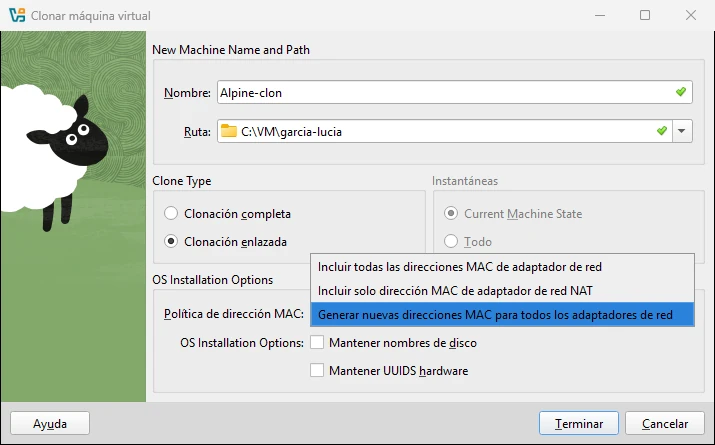 Clonar máquina virtual
New Machine Name and Path
Nombre: Alpine-clon
Ruta: C:\VM\garcia-lucia
Clone Type
Instantáneas
Clonación completa
Current Machine State
Clonación enlazada
Todo
Incluir todas las direcciones MAC de adaptador de red
OS Installation Options
Incluir solo dirección MAC de adaptador de red NAT
Política de dirección MAC: Generar nuevas direcciones MAC para todos los adaptadores de red
OS Installation Options: Mantener nombres de disco
Mantener UUIDS hardware
Ayuda
Terminar
Cancelar